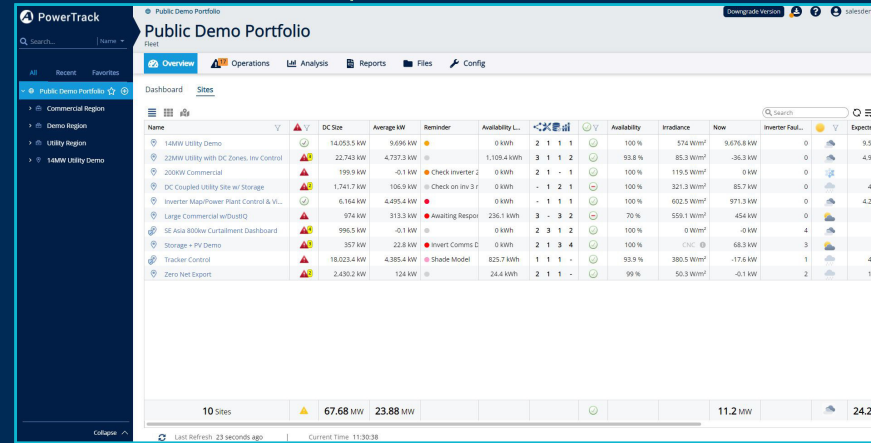 PowerTrack
Search...
Name
All Recent Favorites
Public Demo Portfolio
Commercial Region
Demo Region
Utility Region
14MW Utility Demo
Collapse
Public Demo Portfolio
Downgrade Version
Public Demo Portfolio
Fleet
Overview 17 Operations Analysis Reports Files Config
Dashboard Sites
Search
Name DC Size Average kW Reminder Availability L... Availability Irradiance Now Inverter Faul... Expecte
14MW Utility Demo 14,053.5 kW 9,696 kW 0 kWh 2 1 1 1 100 % 574 W/m² 9,676.8 kW 0 9.5
22MW Utility with DC Zones, Inv Control 22,743 kW 4,737.3 kW 1,109.4 kWh 3 1 1 2 93.8 % 85.3 W/m² -36.3 kW 0 4.9
200KW Commercial 199.9 kW -0.1 kW Check inverter 2 0 kWh 2 1 - 1 100 % 119.5 W/m² 0 kW 0
DC Coupled Utility Site w/ Storage 1,741.7 kW 106.9 kW Check on inv 3 r 0 kWh - 1 2 1 100 % 321.3 W/m² 85.7 kW 0 4
Inverter Map/Power Plant Control & Vi... 6,164 kW 4,495.4 kW 0 kWh - 1 1 1 100 % 602.5 W/m² 971.3 kW 0 4.2
Large Commercial w/DustIQ 974 kW 313.3 kW Awaiting Respor 236.1 kWh 3 - 3 2 70 % 559.1 W/m² 454 kW 0
SE Asia 800kw Curtailment Dashboard 996.5 kW -0.1 kW 0 kWh 2 3 1 2 100 % 0 W/m² -0 kW 4
Storage + PV Demo 357 kW 22.8 kW Invert Comms D 0 kWh 2 1 3 4 100 % CNC 68.3 kW 3
Tracker Control 18,023.4 kW 4,385.4 kW Shade Model 825.7 kWh 1 1 1 - 93.9 % 380.5 W/m² -17.6 kW 1 4
Zero Net Export 2,430.2 kW 124 kW 24.4 kWh 2 1 1 - 99 % 50.3 W/m² -0.1 kW 2 1
10 Sites 67.68 MW 23.88 MW 11.2 MW 24.2
Last Refresh 23 seconds ago Current Time 11:30:38